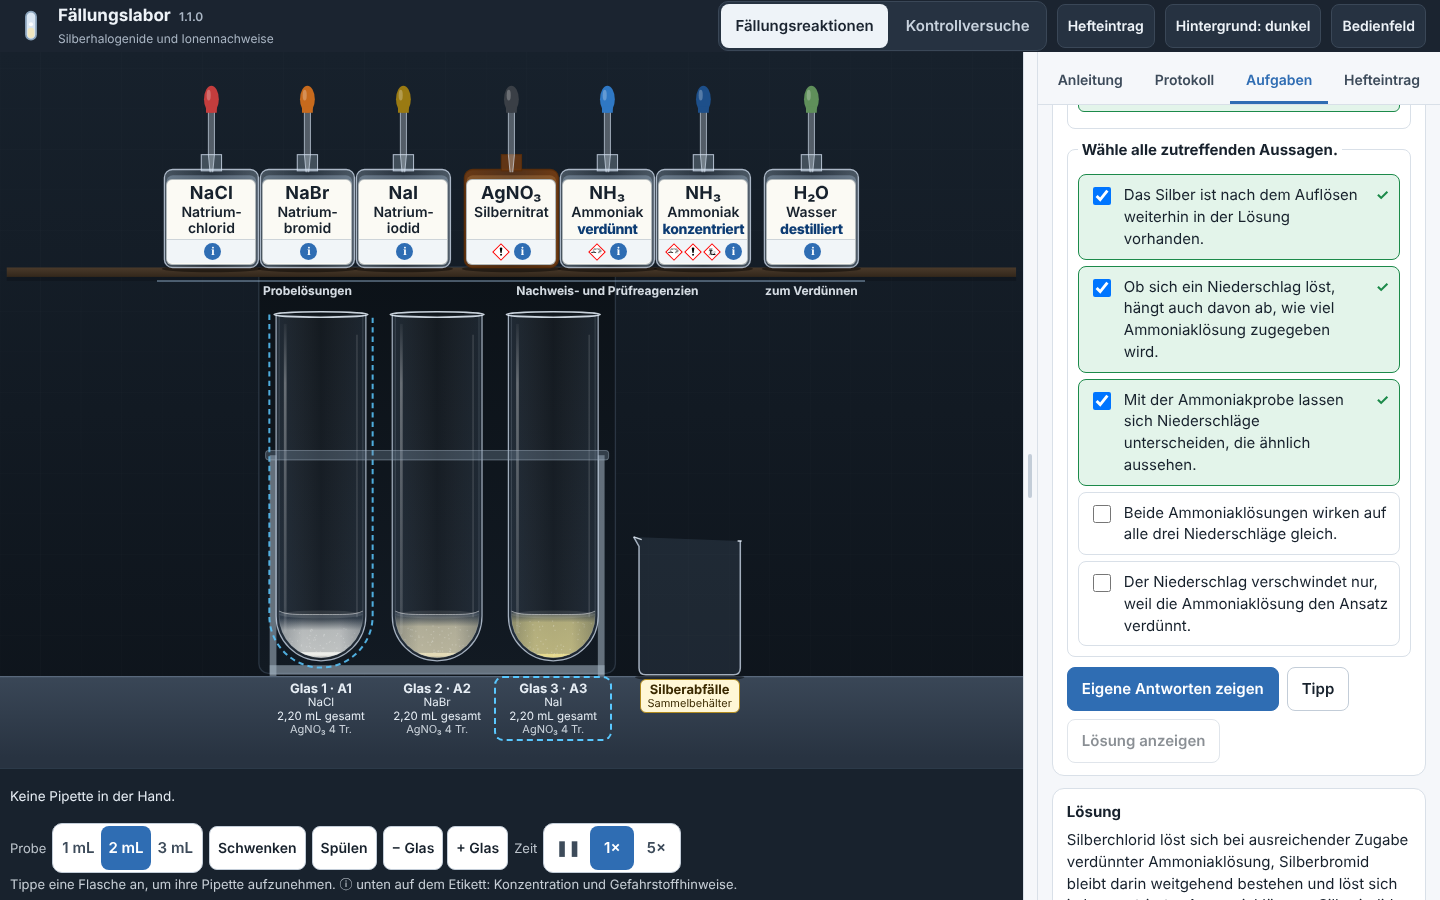 Fällungslabor 1.1.0
Silberhalogenide und Ionennachweise
Fällungsreaktionen
Kontrollversuche
Hefteintrag
Hintergrund: dunkel
Bedienfeld
Anleitung
Protokoll
Aufgaben
Hefteintrag
NaCl
Natrium-
chlorid
NaBr
Natrium-
bromid
NaI
Natrium-
iodid
AgNO₃
Silbernitrat
NH₃
Ammoniak
verdünnt
NH₃
Ammoniak
konzentriert
H₂O
Wasser
destilliert
Probelösungen
Nachweis- und Prüfreagenzien
zum Verdünnen
Glas 1 · A1
NaCl
2,20 mL gesamt
AgNO₃ 4 Tr.
Glas 2 · A2
NaBr
2,20 mL gesamt
AgNO₃ 4 Tr.
Glas 3 · A3
NaI
2,20 mL gesamt
AgNO₃ 4 Tr.
Silberabfälle
Sammelbehälter
Keine Pipette in der Hand.
Probe
1 mL
2 mL
3 mL
Schwenken
Spülen
− Glas
+ Glas
Zeit
1×
5×
Tippe eine Flasche an, um ihre Pipette aufzunehmen. ⓘ unten auf dem Etikett: Konzentration und Gefahrstoffhinweise.
Wähle alle zutreffenden Aussagen.
Das Silber ist nach dem Auflösen
weiterhin in der Lösung
vorhanden.
Ob sich ein Niederschlag löst,
hängt auch davon ab, wie viel
Ammoniaklösung zugegeben
wird.
Mit der Ammoniakprobe lassen
sich Niederschläge
unterscheiden, die ähnlich
aussehen.
Beide Ammoniaklösungen wirken auf
alle drei Niederschläge gleich.
Der Niederschlag verschwindet nur,
weil die Ammoniaklösung den Ansatz
verdünnt.
Eigene Antworten zeigen
Tipp
Lösung anzeigen
Lösung
Silberchlorid löst sich bei ausreichender Zugabe
verdünnter Ammoniaklösung, Silberbromid
bleibt darin weitgehend bestehen und löst sich